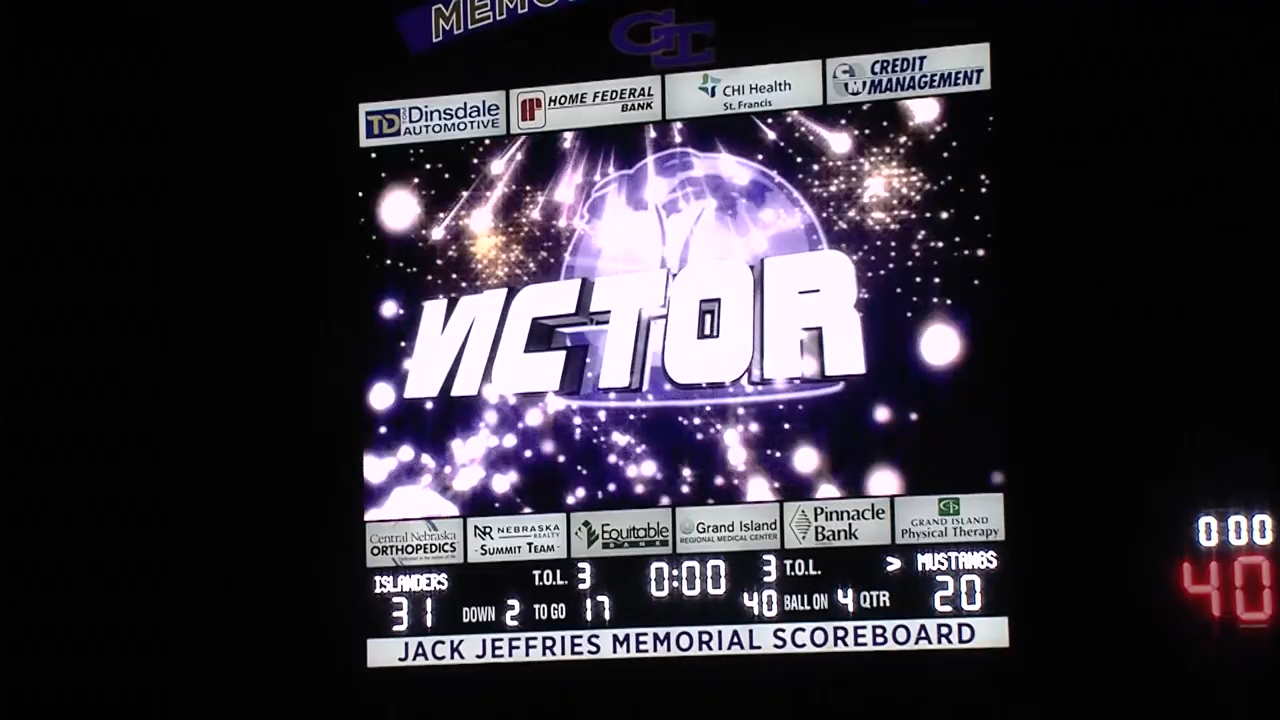 GI
TD TOM Dinsdale
AUTOMOTIVE
HOME FEDERAL
BANK
CHI Health
St. Francis
CM CREDIT
MANAGEMENT
VICTOR
Central Nebraska
ORTHOPEDICS
NR NEBRASKA
REALTY
- SUMMIT TEAM -
Equitable
BANK
Grand Island
REGIONAL MEDICAL CENTER
Pinnacle
Bank
GRAND ISLAND
Physical Therapy
ISLANDERS T.O.L. 3 0:00 3 T.O.L. > MUSTANGS
31 DOWN 2 TO GO 17 40 BALL ON 4 QTR 20
JACK JEFFRIES MEMORIAL SCOREBOARD
0:00
40